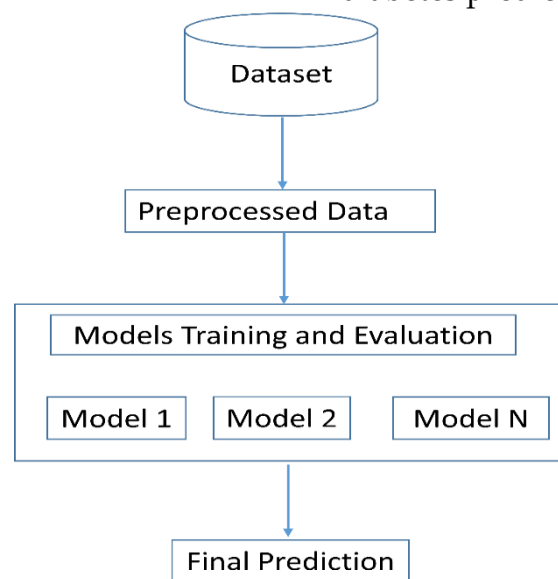 Dataset
Preprocessed Data
Models Training and Evaluation
Model 1 Model 2 Model N
Final Prediction